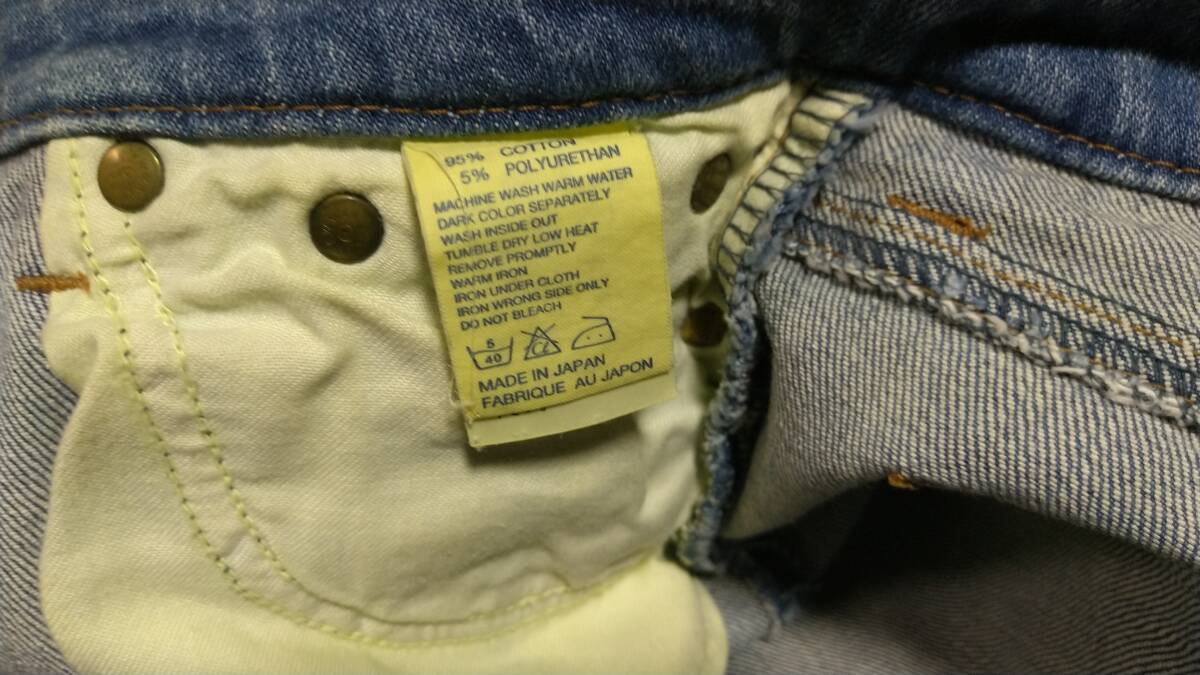 95% COTTON
5% POLYURETHAN
MACHINE WASH WARM WATER
DARK COLOR SEPARATELY
WASH INSIDE OUT
TUMBLE DRY LOW HEAT
REMOVE PROMPTLY
WARM IRON
IRON UNDER CLOTH
IRON WRONG SIDE ONLY
DO NOT BLEACH
5
40
Cl
MADE IN JAPAN
FABRIQUE AU JAPON